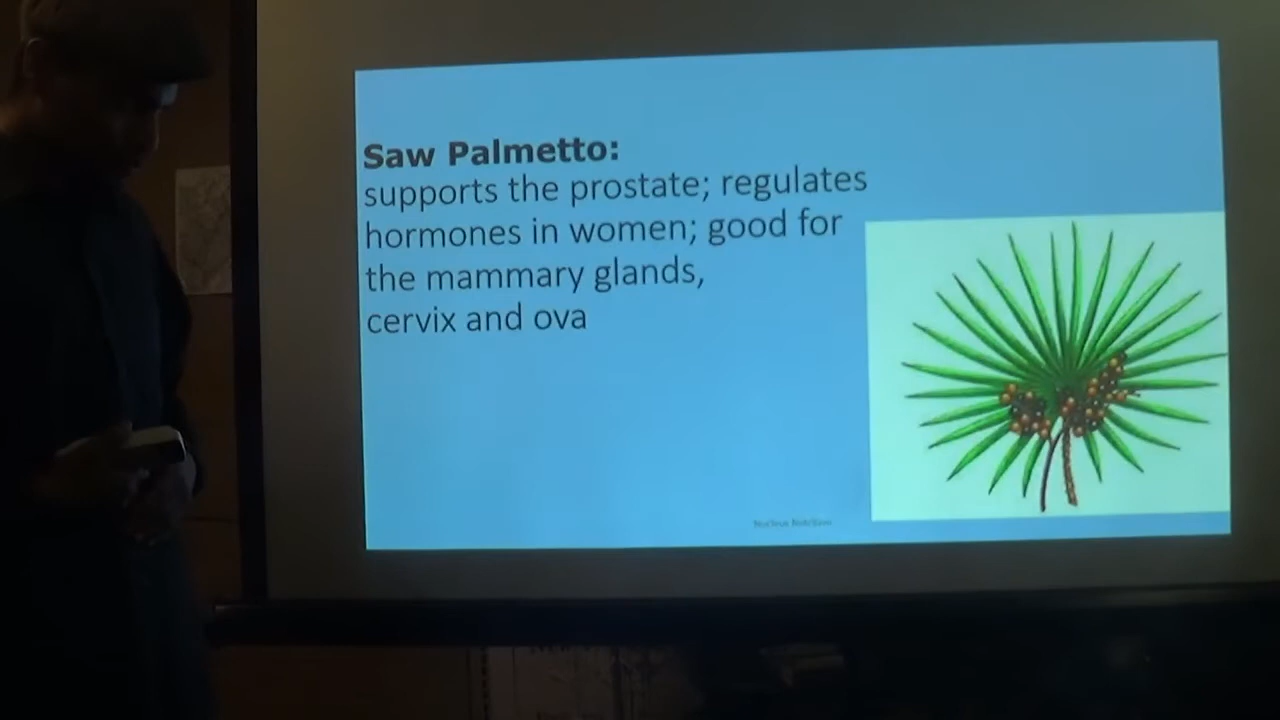 Saw Palmetto:
supports the prostate; regulates
hormones in women; good for
the mammary glands,
cervix and ova